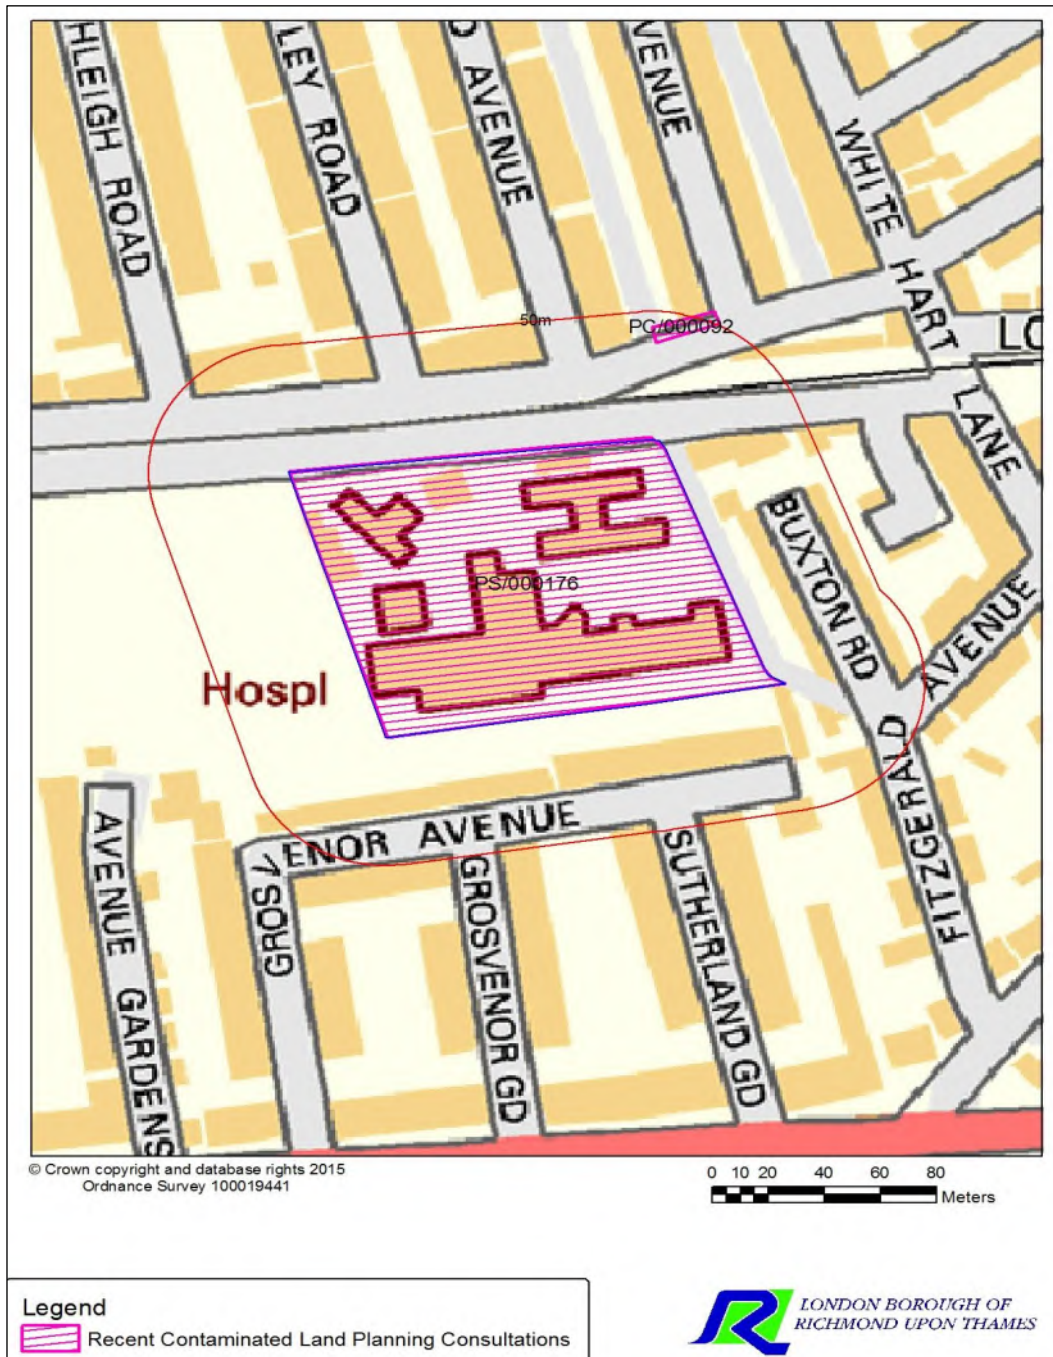 HLEIGH ROAD
LEY ROAD
AVENUE
VENUE
WHITE HART LANE
50m
PC/000092
LO
PS/000176
BUXTON RD
Hospl
FITZGERALD AVENUE
AVENUE GARDENS
GROSVENOR AVENUE
GROSVENOR GD
SUTHERLAND GD
© Crown copyright and database rights 2015
Ordnance Survey 100019441
0 10 20 40 60 80
Meters
Legend
Recent Contaminated Land Planning Consultations
LONDON BOROUGH OF
RICHMOND UPON THAMES